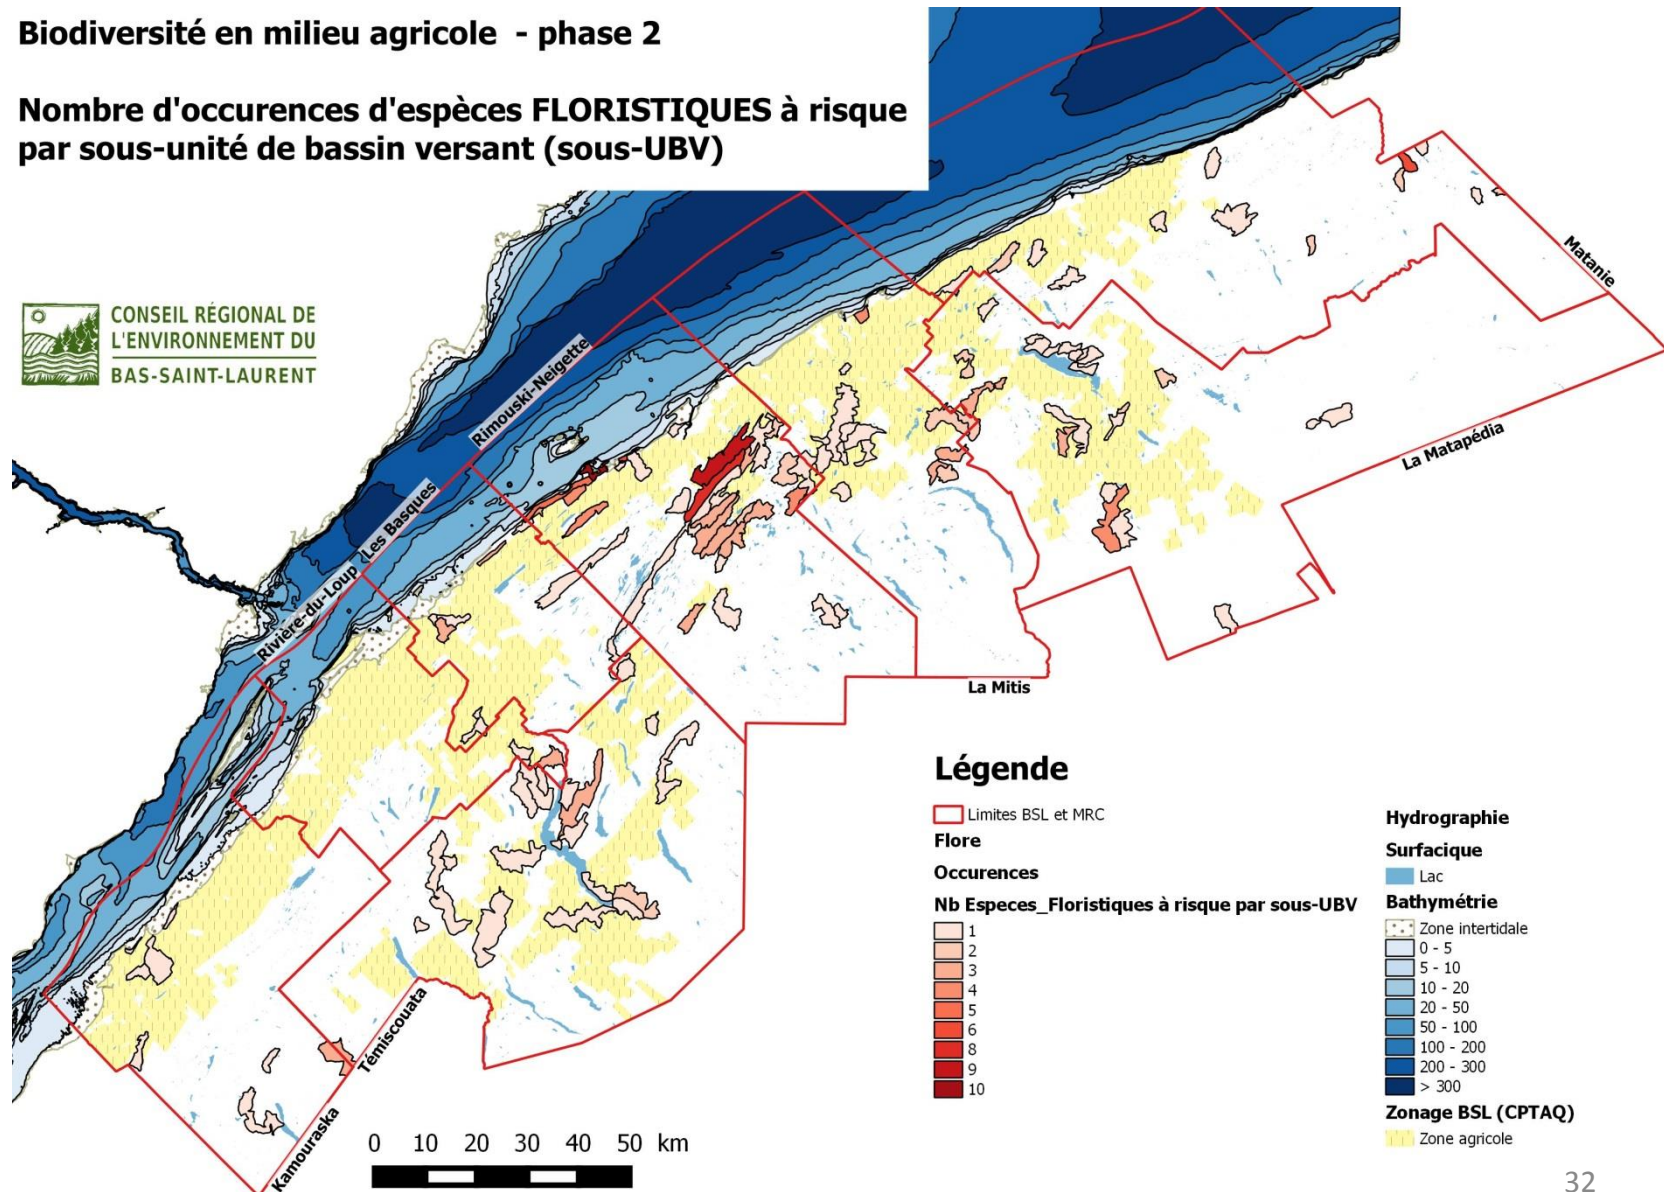 Biodiversité en milieu agricole - phase 2
Nombre d'occurences d'espèces FLORISTIQUES à risque
par sous-unité de bassin versant (sous-UBV)
CONSEIL RÉGIONAL DE
L'ENVIRONNEMENT DU
BAS-SAINT-LAURENT
Matanie
La Matapédia
Rimouski-Neigette
Les Basques
Rivière-du-Loup
La Mitis
Témiscouata
Kamouraska
0 10 20 30 40 50 km
Légende
Limites BSL et MRC
Flore
Occurences
Nb Especes_Floristiques à risque par sous-UBV
1
2
3
4
5
6
8
9
10
Hydrographie
Surfacique
Lac
Bathymétrie
Zone intertidale
0 - 5
5 - 10
10 - 20
20 - 50
50 - 100
100 - 200
200 - 300
> 300
Zonage BSL (CPTAQ)
Zone agricole
32